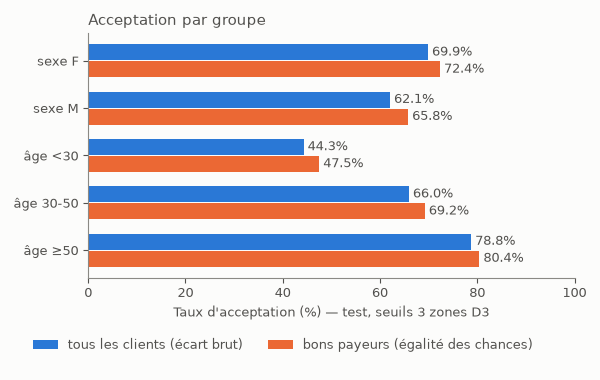 Acceptation par groupe
sexe F
69.9%
72.4%
sexe M
62.1%
65.8%
âge <30
44.3%
47.5%
âge 30-50
66.0%
69.2%
âge ≥50
78.8%
80.4%
0 20 40 60 80 100
Taux d'acceptation (%) — test, seuils 3 zones D3
tous les clients (écart brut) bons payeurs (égalité des chances)